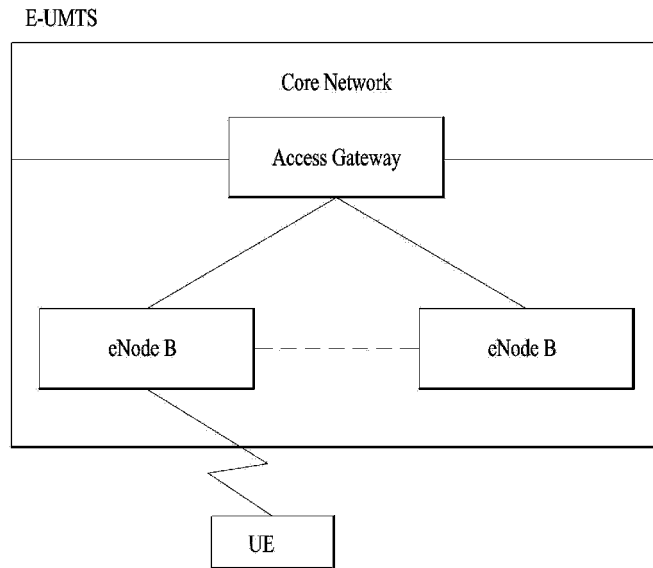 E-UMTS
Core Network
Access Gateway
eNode B
eNode B
UE